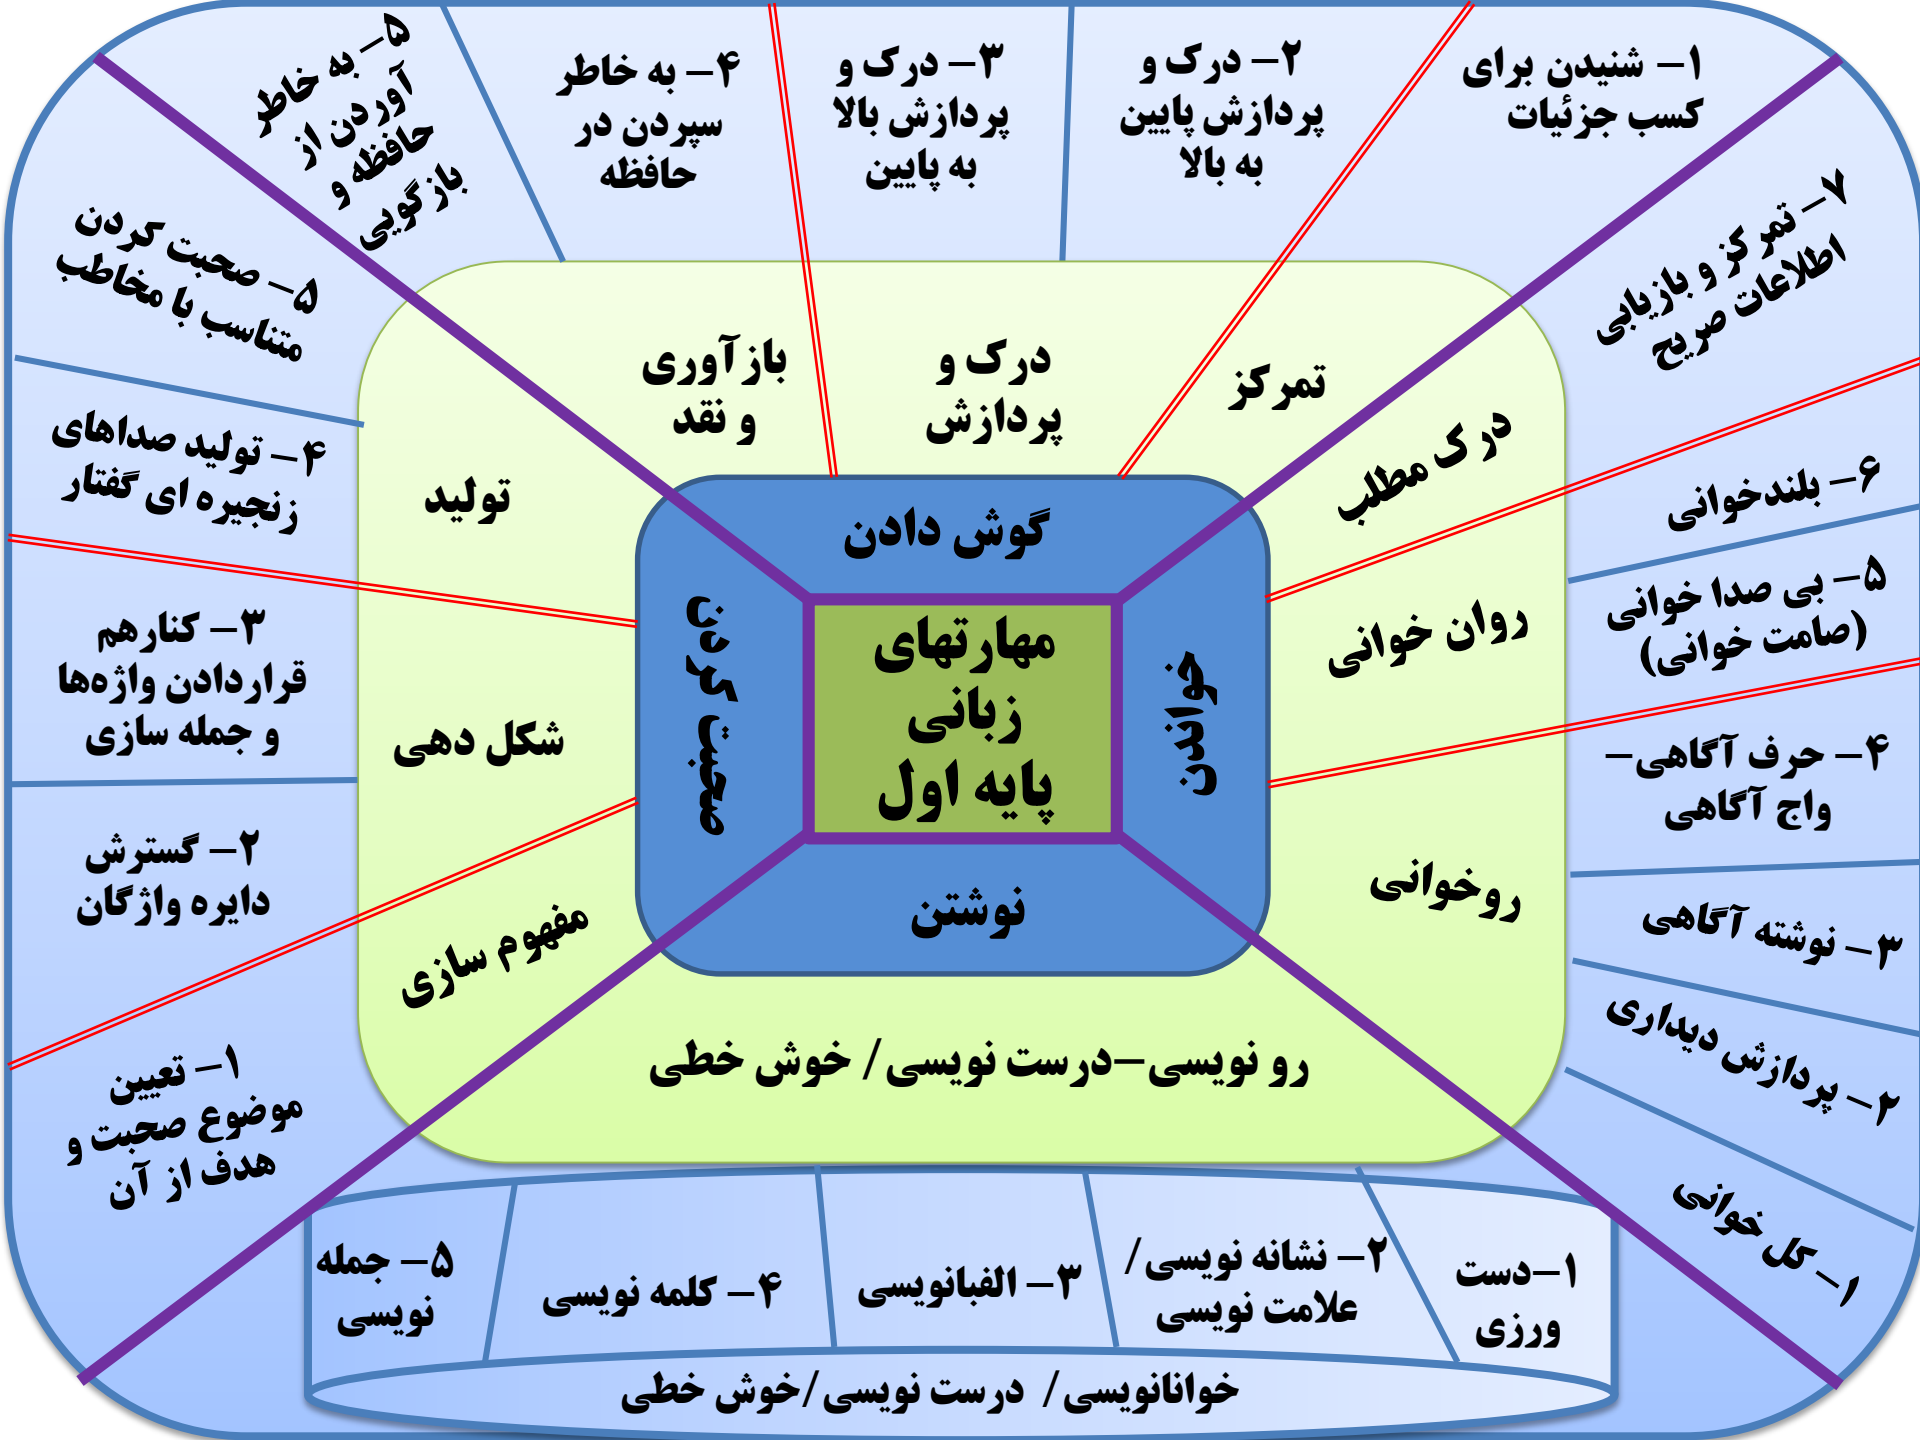 مهارتهای
زبانی
پایه اول
گوش دادن
خواندن
نوشتن
صحبت کردن
تمرکز
درک و
پردازش
بازآوری
و نقد
۱- شنیدن برای
کسب جزئیات
۲- درک و
پردازش پایین
به بالا
۳- درک و
پردازش بالا
به پایین
۴- به خاطر
سپردن در
حافظه
۵- به خاطر
آوردن از
حافظه و
بازگویی
درک مطلب
روان خوانی
روخوانی
۷- تمرکز و بازیابی
اطلاعات صریح
۶- بلندخوانی
۵- بی صدا خوانی
(صامت خوانی)
۴- حرف آگاهی-
واج آگاهی
۳- نوشته آگاهی
۲- پردازش دیداری
۱- کل خوانی
تولید
شکل دهی
مفهوم سازی
۵- صحبت کردن
متناسب با مخاطب
۴- تولید صداهای
زنجیره ای گفتار
۳- کنارهم
قراردادن واژه‌ها
و جمله سازی
۲- گسترش
دایره واژگان
۱- تعیین
موضوع صحبت و
هدف از آن
رو نویسی-درست نویسی/ خوش خطی
۱-دست
ورزی
۲- نشانه نویسی/
علامت نویسی
۳- الفبانویسی
۴- کلمه نویسی
۵- جمله
نویسی
خوانانویسی/ درست نویسی/خوش خطی